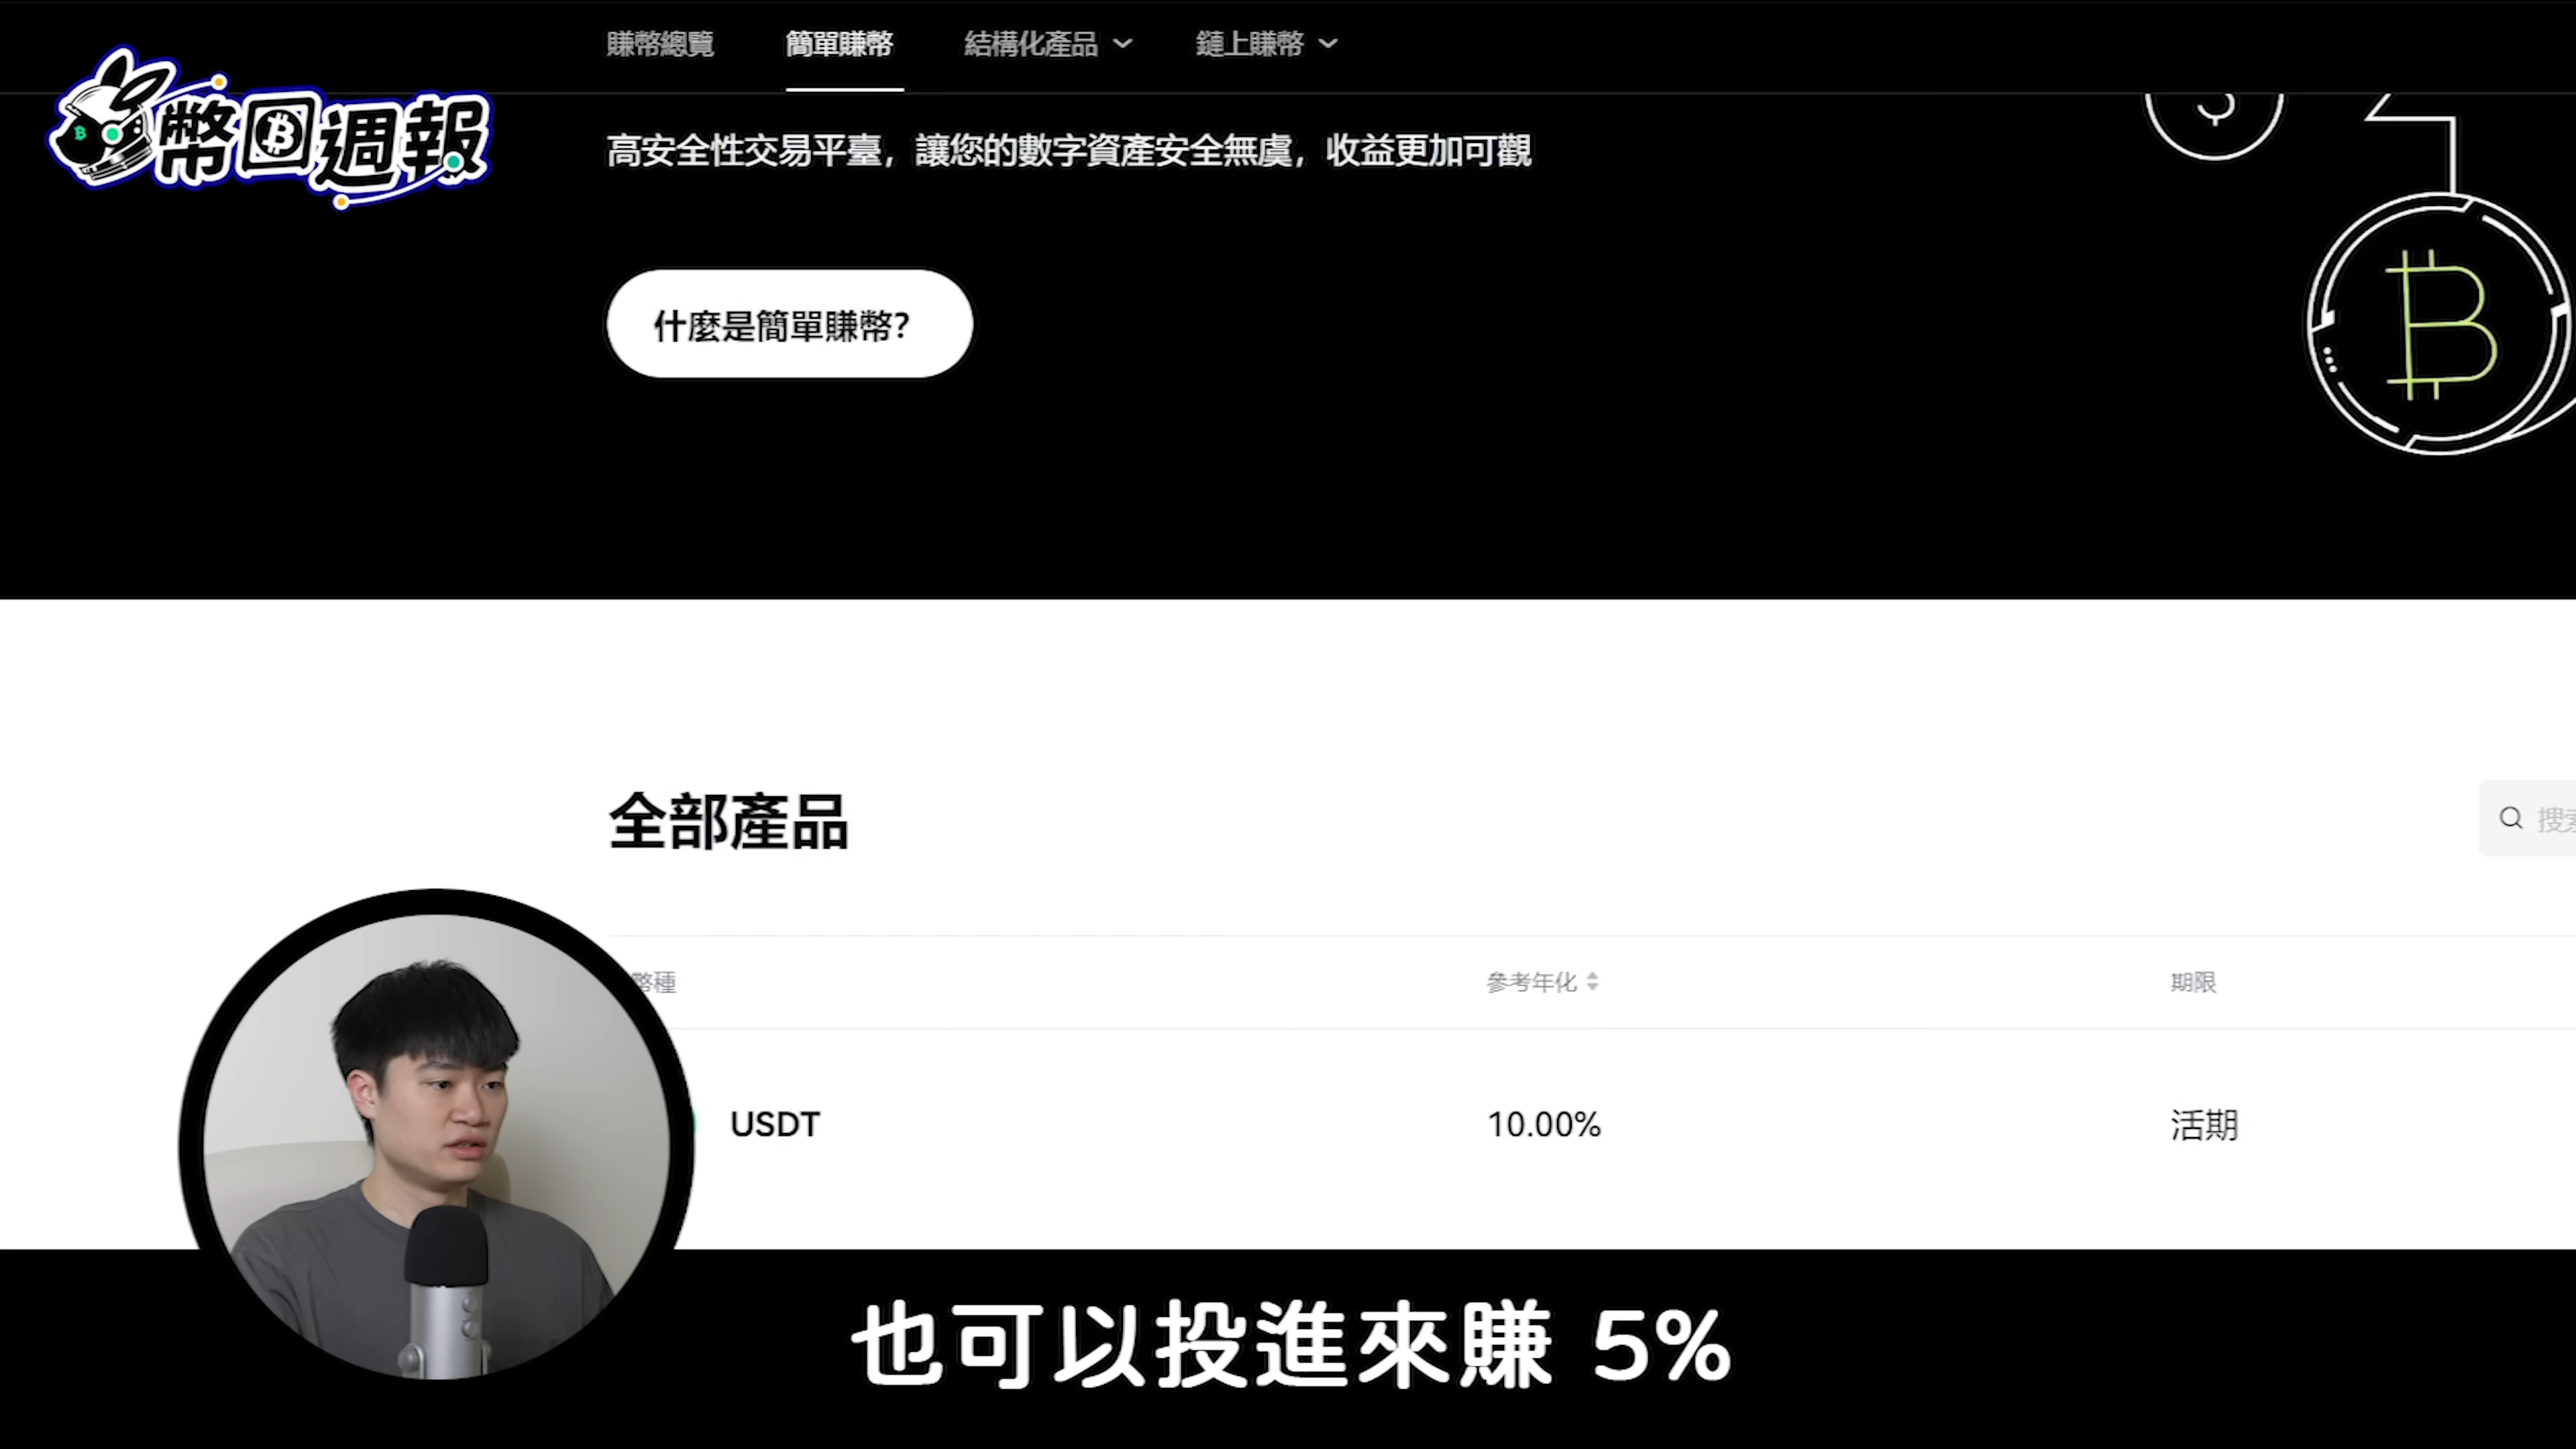 賺幣總覽 簡單賺幣 結構化產品 鏈上賺幣
幣回週報
高安全性交易平臺，讓您的數字資產安全無虞，收益更加可觀
什麼是簡單賺幣？
全部產品
幣種 參考年化 期限
USDT 10.00% 活期
也可以投進來賺 5%